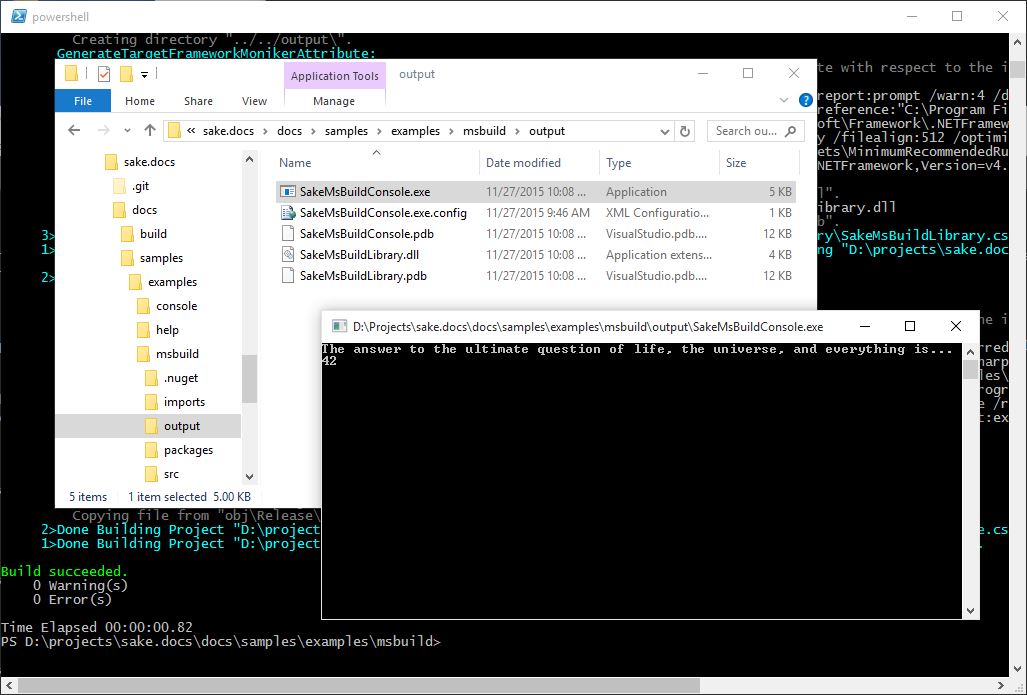 powershell
Creating directory "../../output\".
GenerateTargetFrameworkMonikerAttribute:
Application Tools
output
te with respect to the i
File
Home
Share
View
Manage
report:prompt /warn:4 /d
reference:"C:\Program Fi
oft\Framework\.NETFramew
y /filealign:512 /optimi
ets\MinimumRecommendedRu
NETFramework,Version=v4.
« sake.docs > docs > samples > examples > msbuild > output
Search ou...
sake.docs
.git
docs
build
samples
examples
console
help
msbuild
.nuget
imports
output
packages
src
Name
Date modified
Type
Size
SakeMsBuildConsole.exe 11/27/2015 10:08 ... Application 5 KB
SakeMsBuildConsole.exe.config 11/27/2015 9:46 AM XML Configuratio... 1 KB
SakeMsBuildConsole.pdb 11/27/2015 10:08 ... VisualStudio.pdb.... 12 KB
SakeMsBuildLibrary.dll 11/27/2015 10:08 ... Application extens... 4 KB
SakeMsBuildLibrary.pdb 11/27/2015 10:08 ... VisualStudio.pdb.... 12 KB
l".
ibrary.dll
b".
3>
ry\SakeMsBuildLibrary.cs
1>
ng "D:\projects\sake.doc
2>
5 items 1 item selected 5.00 KB
D:\Projects\sake.docs\docs\samples\examples\msbuild\output\SakeMsBuildConsole.exe
The answer to the ultimate question of life, the universe, and everything is...
42
he i
rred
harp
les\
rogr
e /r
t:ex
Copying file from "obj\Release\
2>Done Building Project "D:\project
e.cs
1>Done Building Project "D:\project
.
Build succeeded.
0 Warning(s)
0 Error(s)
Time Elapsed 00:00:00.82
PS D:\projects\sake.docs\docs\samples\examples\msbuild>